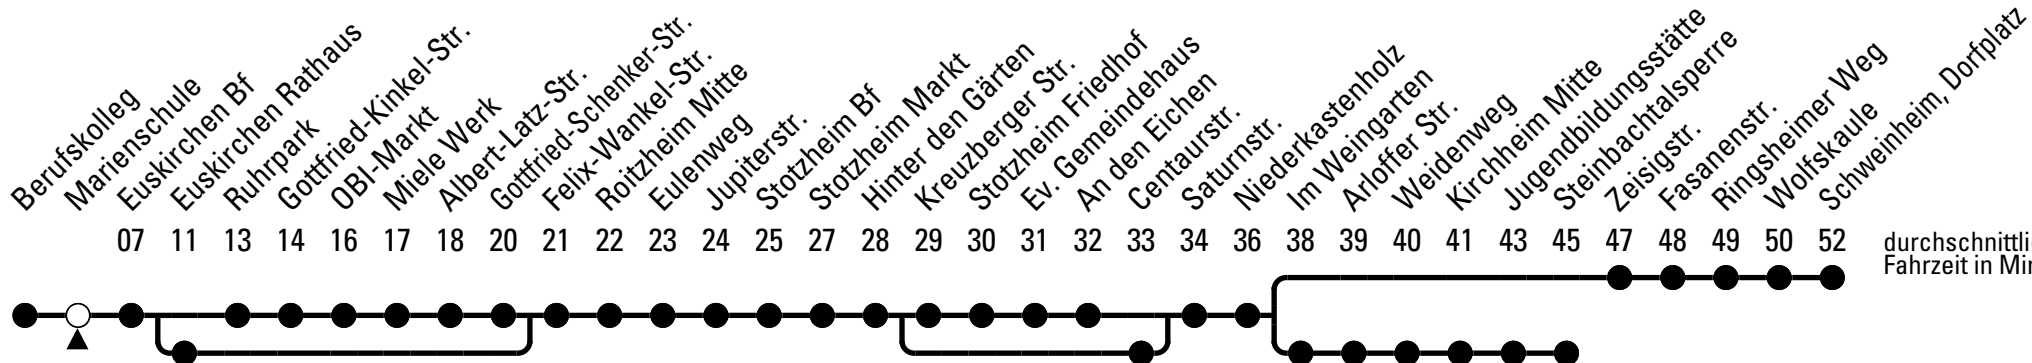 Berufskolleg
Marienschule
Euskirchen Bf
Euskirchen Rathaus
Ruhrpark
Gottfried-Kinkel-Str.
OBI-Markt
Miele Werk
Albert-Latz-Str.
Gottfried-Schenker-Str.
Felix-Wankel-Str.
Roitzheim Mitte
Eulenweg
Jupiterstr.
Stotzheim Bf
Stotzheim Markt
Hinter den Gärten
Kreuzberger Str.
Stotzheim Friedhof
Ev. Gemeindehaus
An den Eichen
Centaurstr.
Saturnstr.
Niederkastenholz
Im Weingarten
Arloffer Str.
Weidenweg
Kirchheim Mitte
Jugendbildungsstätte
Steinbachtalsperre
Zeisigstr.
Fasanenstr.
Ringsheimer Weg
Wolfskaule
Schweinheim, Dorfplatz
07 11 13 14 16 17 18 20 21 22 23 24 25 27 28 29 30 31 32 33 34 36 38 39 40 41 43 45 47 48 49 50 52
durchschnittli
Fahrzeit in Min